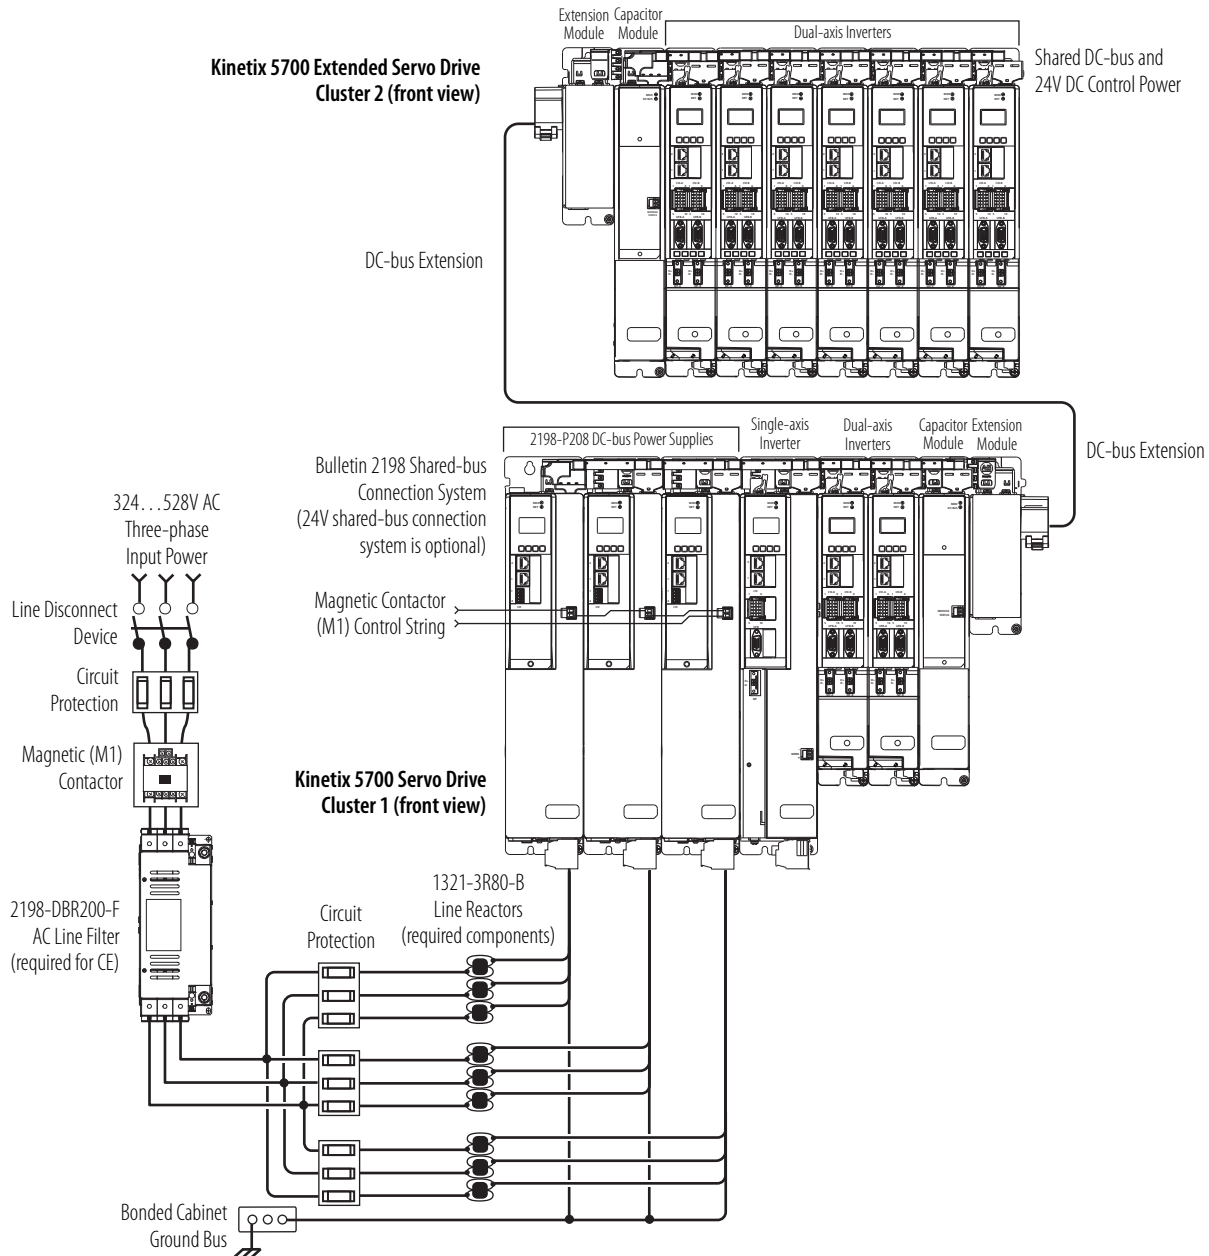 Extension
Module
Capacitor
Module
Dual-axis Inverters
Kinetix 5700 Extended Servo Drive
Cluster 2 (front view)
Shared DC-bus and
24V DC Control Power
DC-bus Extension
2198-P208 DC-bus Power Supplies
Single-axis
Inverter
Dual-axis
Inverters
Capacitor
Module
Extension
Module
DC-bus Extension
Bulletin 2198 Shared-bus
Connection System
(24V shared-bus connection
system is optional)
324...528V AC
Three-phase
Input Power
Magnetic Contactor
(M1) Control String
Line Disconnect
Device
Circuit
Protection
Magnetic (M1)
Contactor
Kinetix 5700 Servo Drive
Cluster 1 (front view)
2198-DBR200-F
AC Line Filter
(required for CE)
Circuit
Protection
1321-3R80-B
Line Reactors
(required components)
Bonded Cabinet
Ground Bus